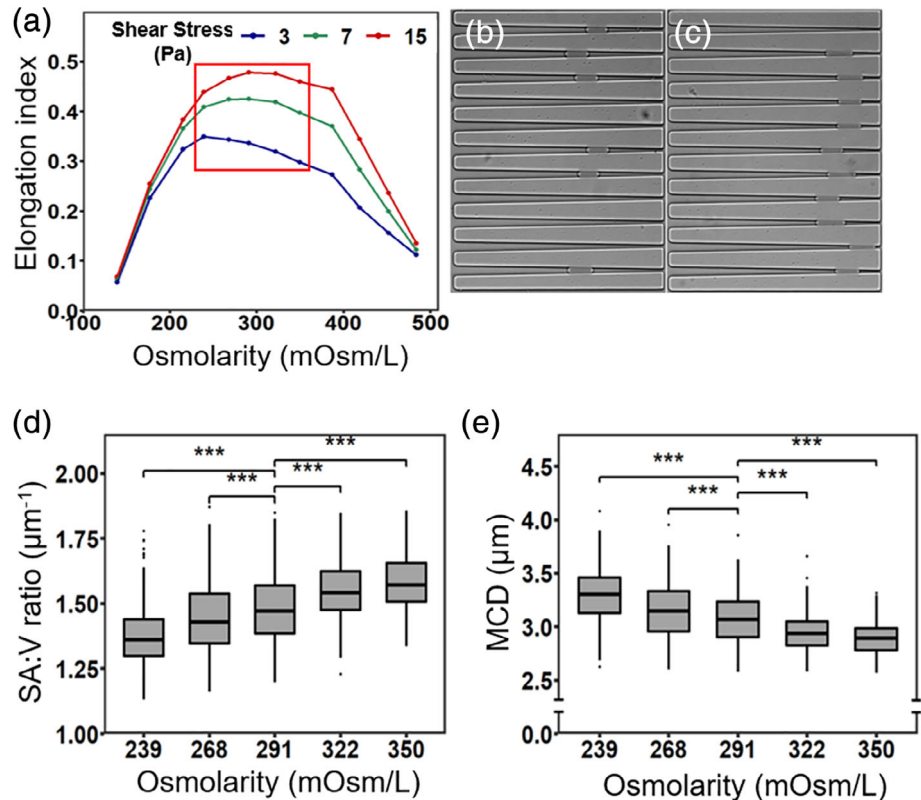 (a)
Shear Stress (Pa) 3 7 15
Elongation index
0.5
0.4
0.3
0.2
0.1
0.0
100 200 300 400 500
Osmolarity (mOsm/L)
(b)
(c)
(d)
SA:V ratio (µm⁻¹)
2.00
1.75
1.50
1.25
1.00
*** ***
*** ***
239 268 291 322 350
Osmolarity (mOsm/L)
(e)
MCD (µm)
4.5
4.0
3.5
3.0
2.5
0.0
*** ***
*** ***
239 268 291 322 350
Osmolarity (mOsm/L)